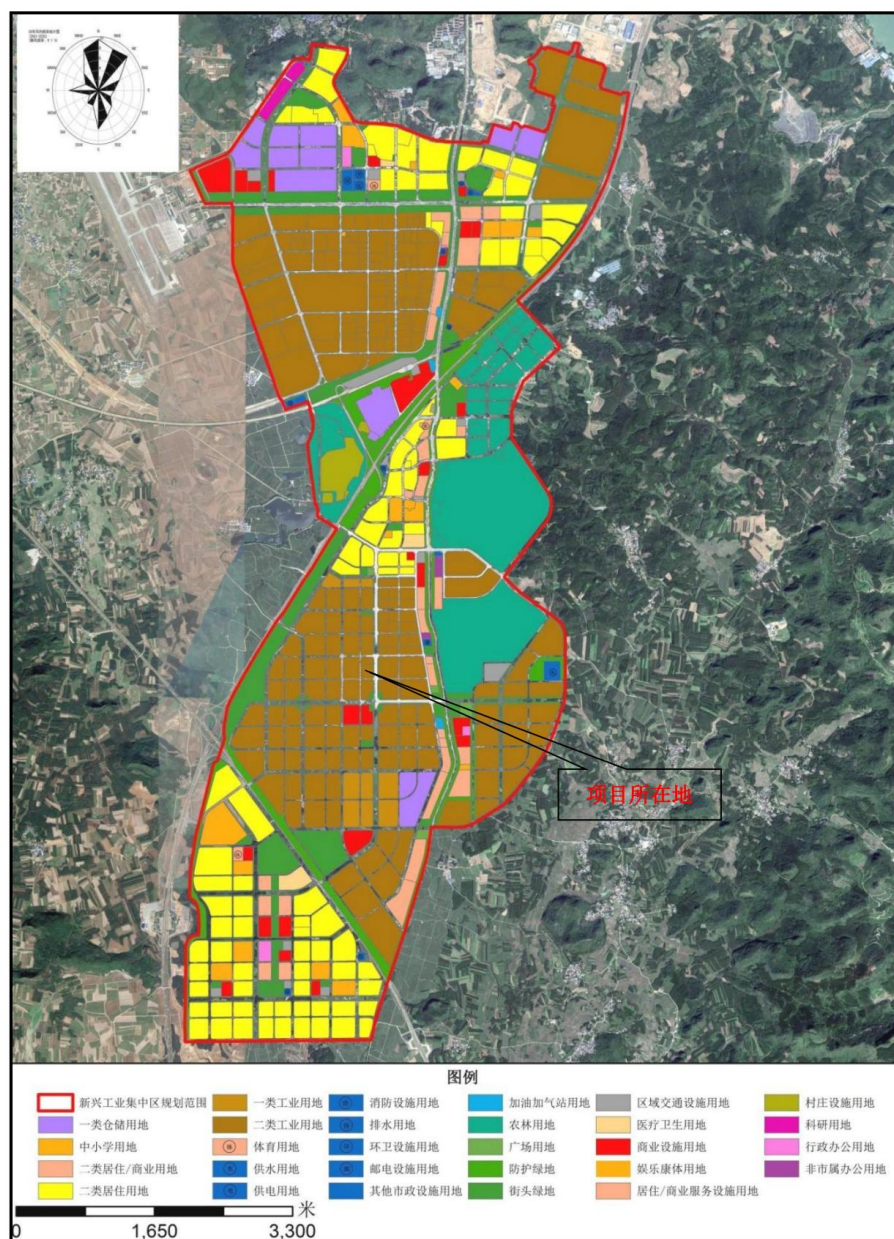 项目所在地
图例
新兴工业集中区规划范围
一类工业用地
消防设施用地
加油加气站用地
区域交通设施用地
村庄设施用地
一类仓储用地
二类工业用地
排水用地
农林用地
医疗卫生用地
科研用地
中小学用地
体育用地
环卫设施用地
广场用地
商业设施用地
行政办公用地
二类居住/商业用地
供水用地
邮电设施用地
防护绿地
娱乐康体用地
非市属办公用地
二类居住用地
供电用地
其他市政设施用地
街头绿地
居住/商业服务设施用地
米
0
1,650
3,300